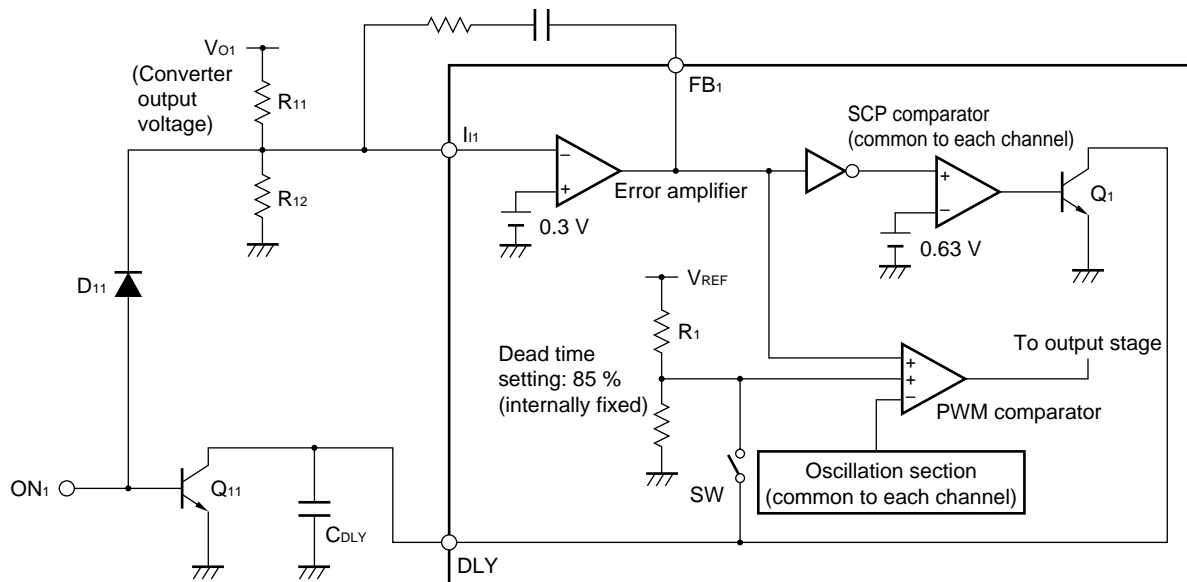 VO1
(Converter
output
voltage)
R11
R12
II1
FB1
SCP comparator
(common to each channel)
−
+
Error amplifier
0.3 V
+
−
0.63 V
Q1
D11
VREF
R1
Dead time
setting: 85 %
(internally fixed)
+
+
−
To output stage
PWM comparator
SW
Oscillation section
(common to each channel)
ON1
Q11
CDLY
DLY